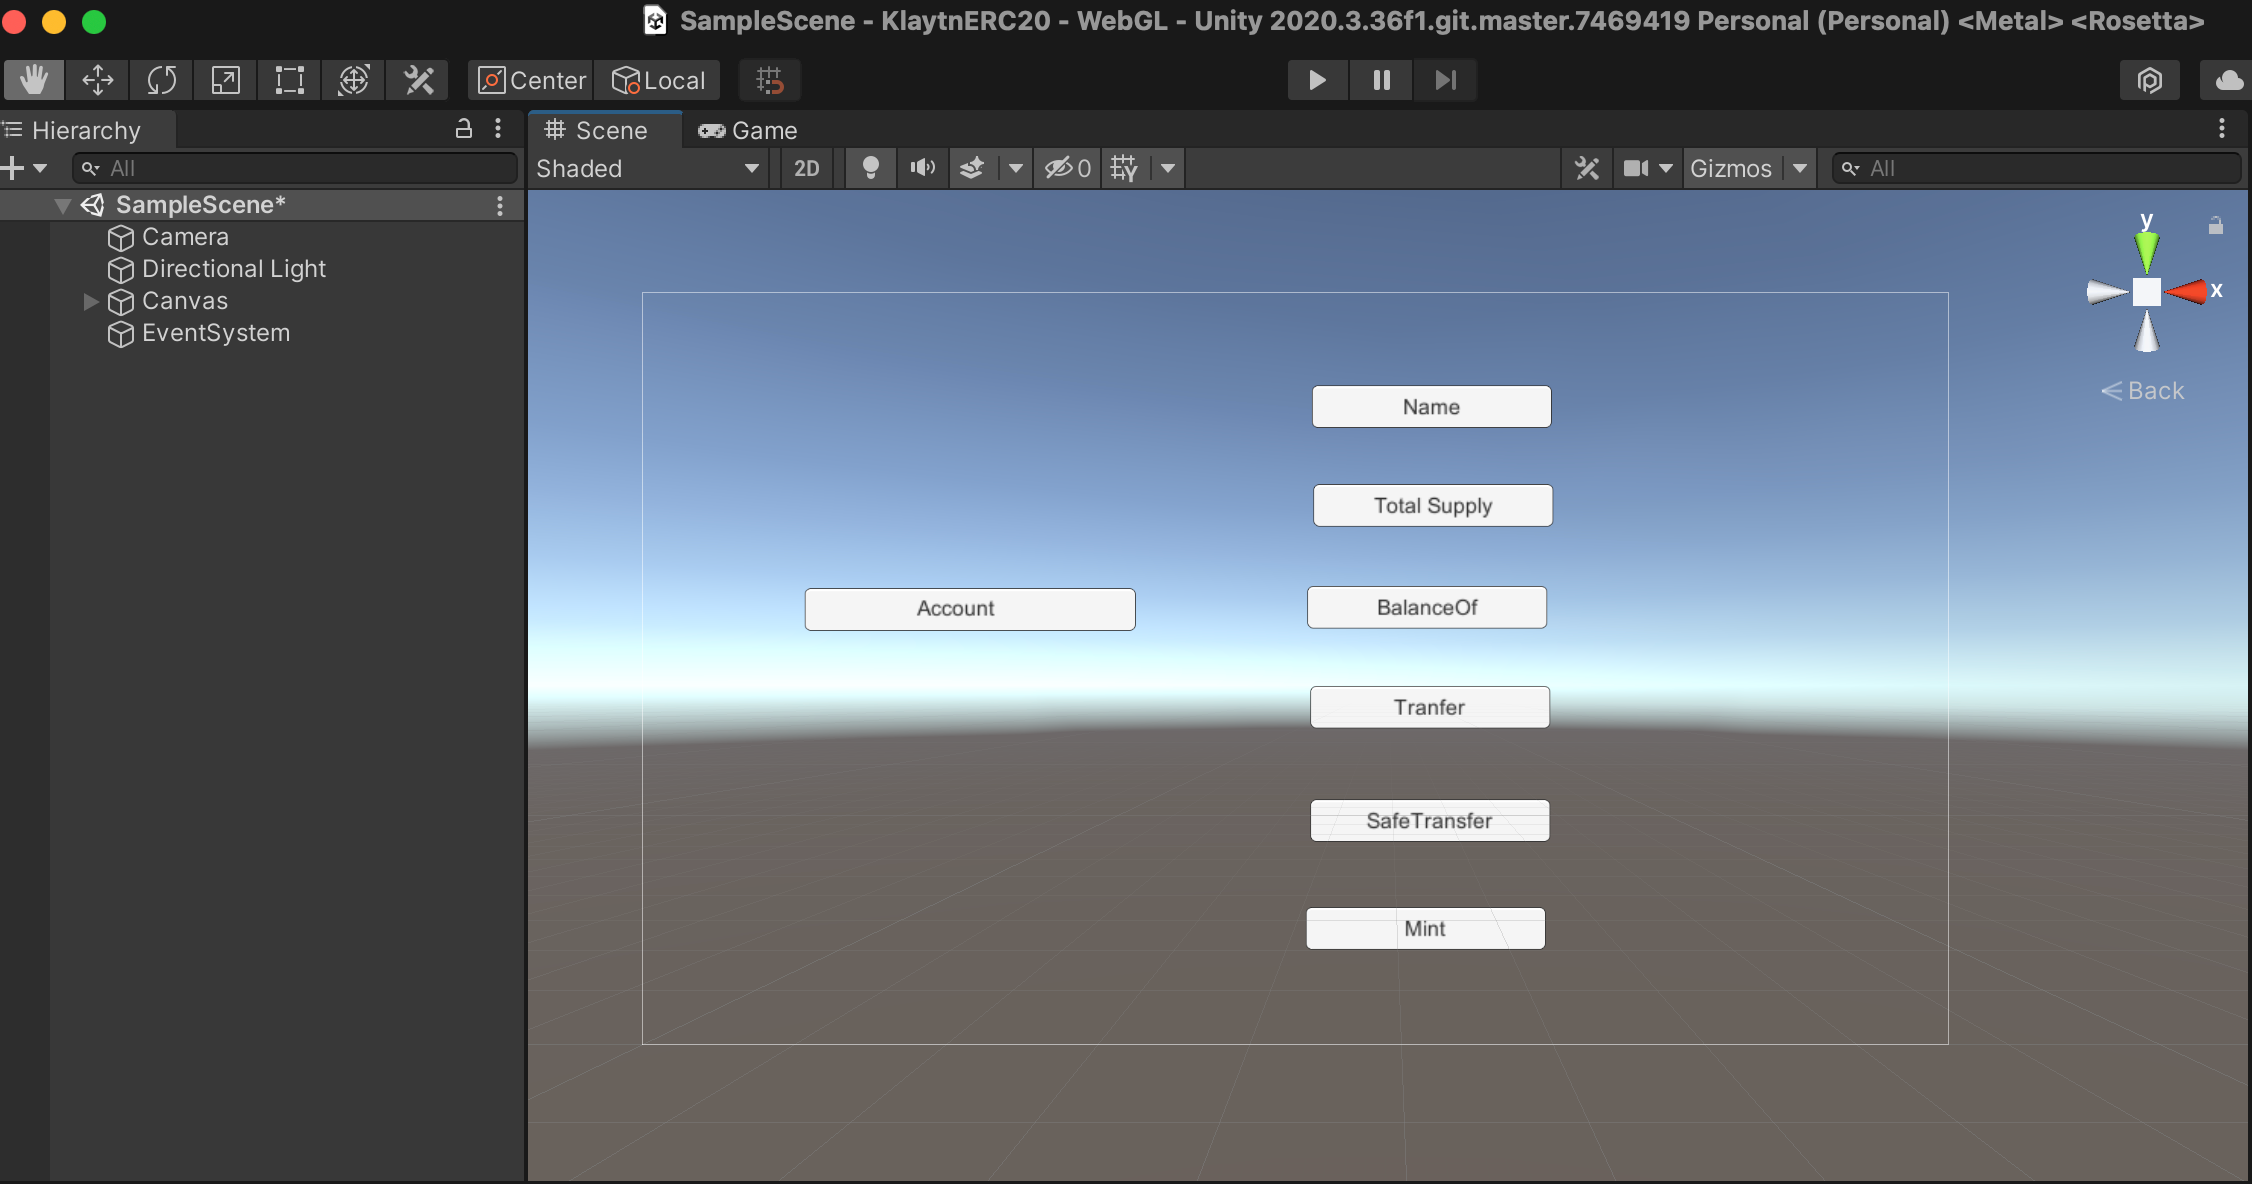 SampleScene - KlaytnERC20 - WebGL - Unity 2020.3.36f1.git.master.7469419 Personal (Personal) <Metal> <Rosetta>
Center Local
Hierarchy
All
SampleScene*
Camera
Directional Light
Canvas
EventSystem
Scene Game
Shaded 2D 0 Gizmos All
y
x
Back
Name
Total Supply
Account
BalanceOf
Tranfer
SafeTransfer
Mint